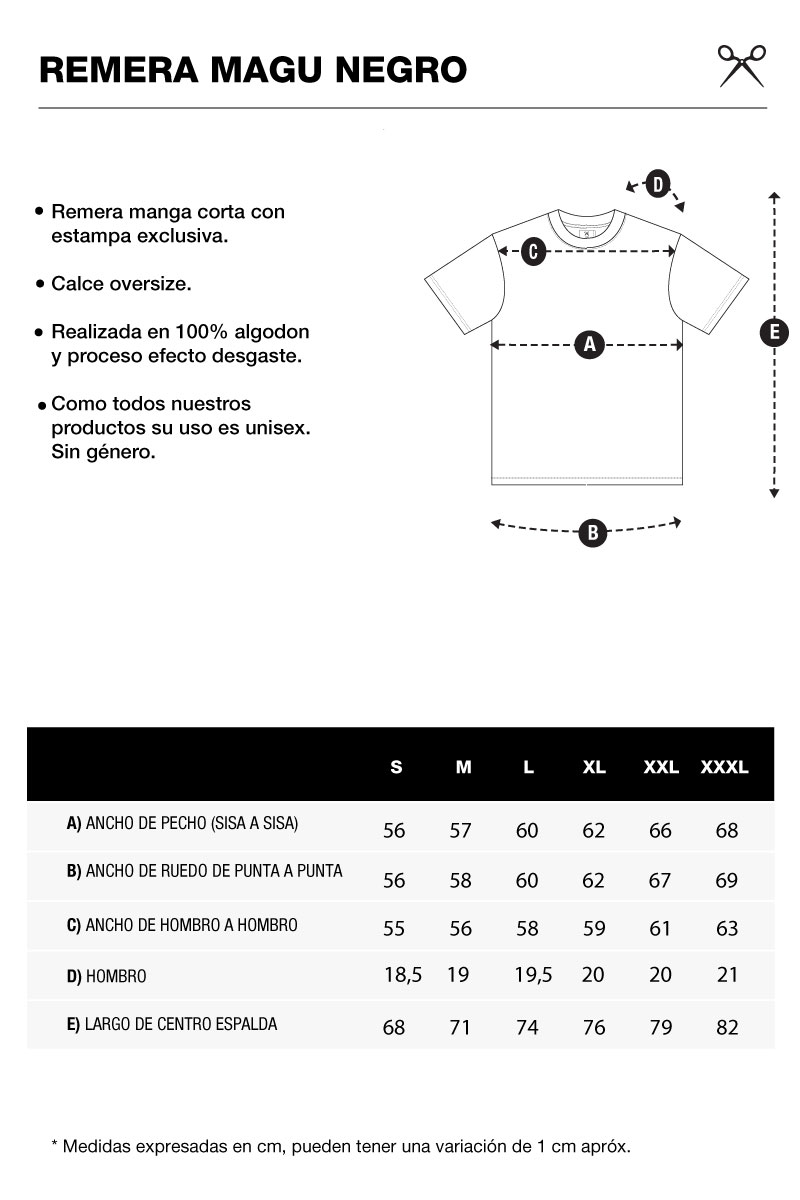 REMERA MAGU NEGRO
• Remera manga corta con
estampa exclusiva.
• Calce oversize.
• Realizada en 100% algodon
y proceso efecto desgaste.
• Como todos nuestros
productos su uso es unisex.
Sin género.
D
C
E
A
B
S M L XL XXL XXXL
A) ANCHO DE PECHO (SISA A SISA) 56 57 60 62 66 68
B) ANCHO DE RUEDO DE PUNTA A PUNTA 56 58 60 62 67 69
C) ANCHO DE HOMBRO A HOMBRO 55 56 58 59 61 63
D) HOMBRO 18,5 19 19,5 20 20 21
E) LARGO DE CENTRO ESPALDA 68 71 74 76 79 82
* Medidas expresadas en cm, pueden tener una variación de 1 cm apróx.